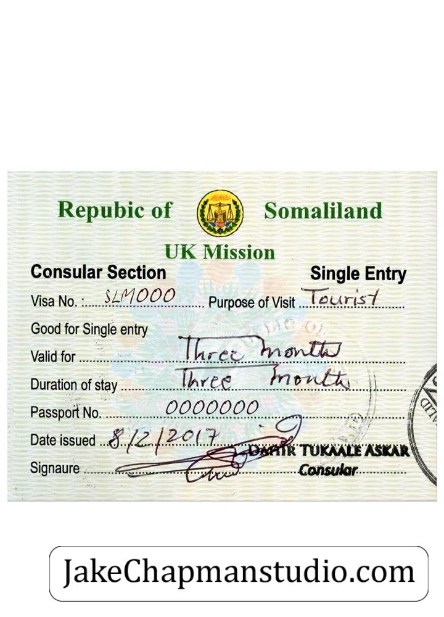 Repubic of Somaliland
UK Mission
Consular Section Single Entry
Visa No. : SLM000 Purpose of Visit Tourist
Good for Single entry
Valid for Three month
Duration of stay Three month
Passport No. 0000000
Date issued 8/2/2017
DAHIR TUKAALE ASKAR
Signaure Consular
JakeChapmanstudio.com